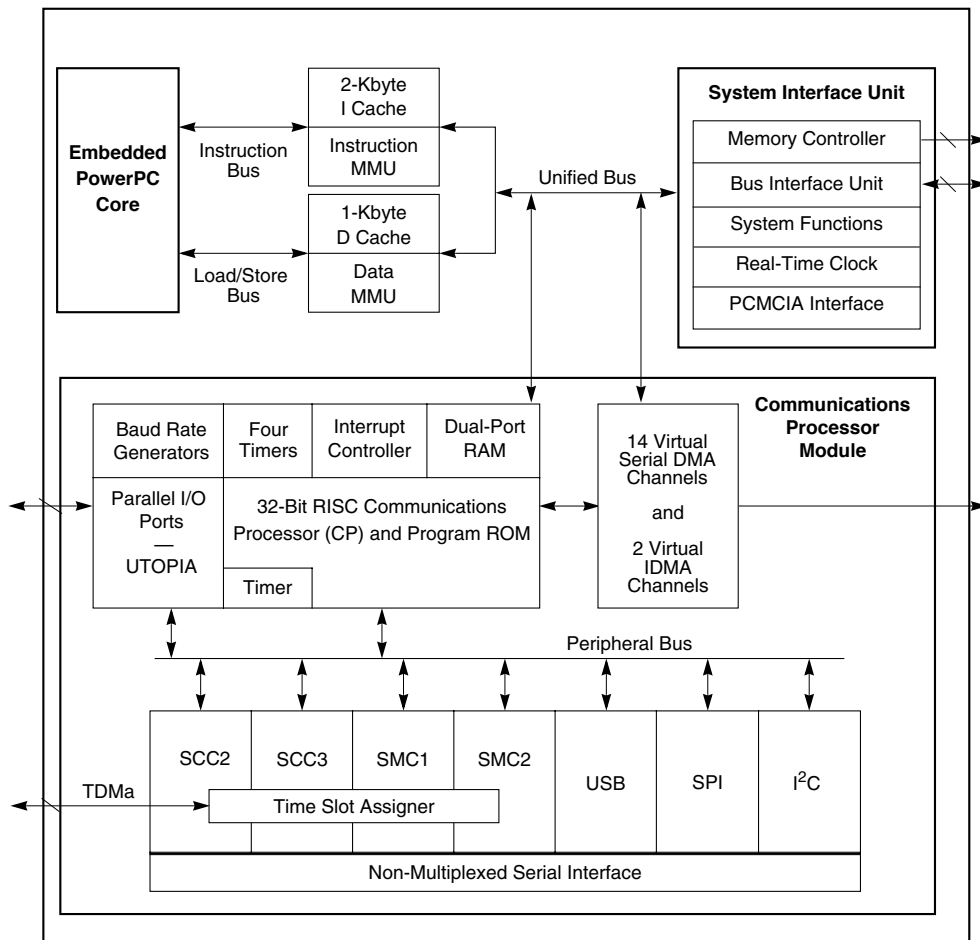 2-Kbyte
I Cache
Instruction
MMU
Embedded
PowerPC
Core
Instruction
Bus
1-Kbyte
D Cache
Data
MMU
Load/Store
Bus
Unified Bus
System Interface Unit
Memory Controller
Bus Interface Unit
System Functions
Real-Time Clock
PCMCIA Interface
Communications
Processor
Module
Baud Rate
Generators
Four
Timers
Interrupt
Controller
Dual-Port
RAM
Parallel I/O
Ports
—
UTOPIA
32-Bit RISC Communications
Processor (CP) and Program ROM
Timer
14 Virtual
Serial DMA
Channels
and
2 Virtual
IDMA
Channels
Peripheral Bus
SCC2
SCC3
SMC1
SMC2
USB
SPI
I²C
TDMa
Time Slot Assigner
Non-Multiplexed Serial Interface